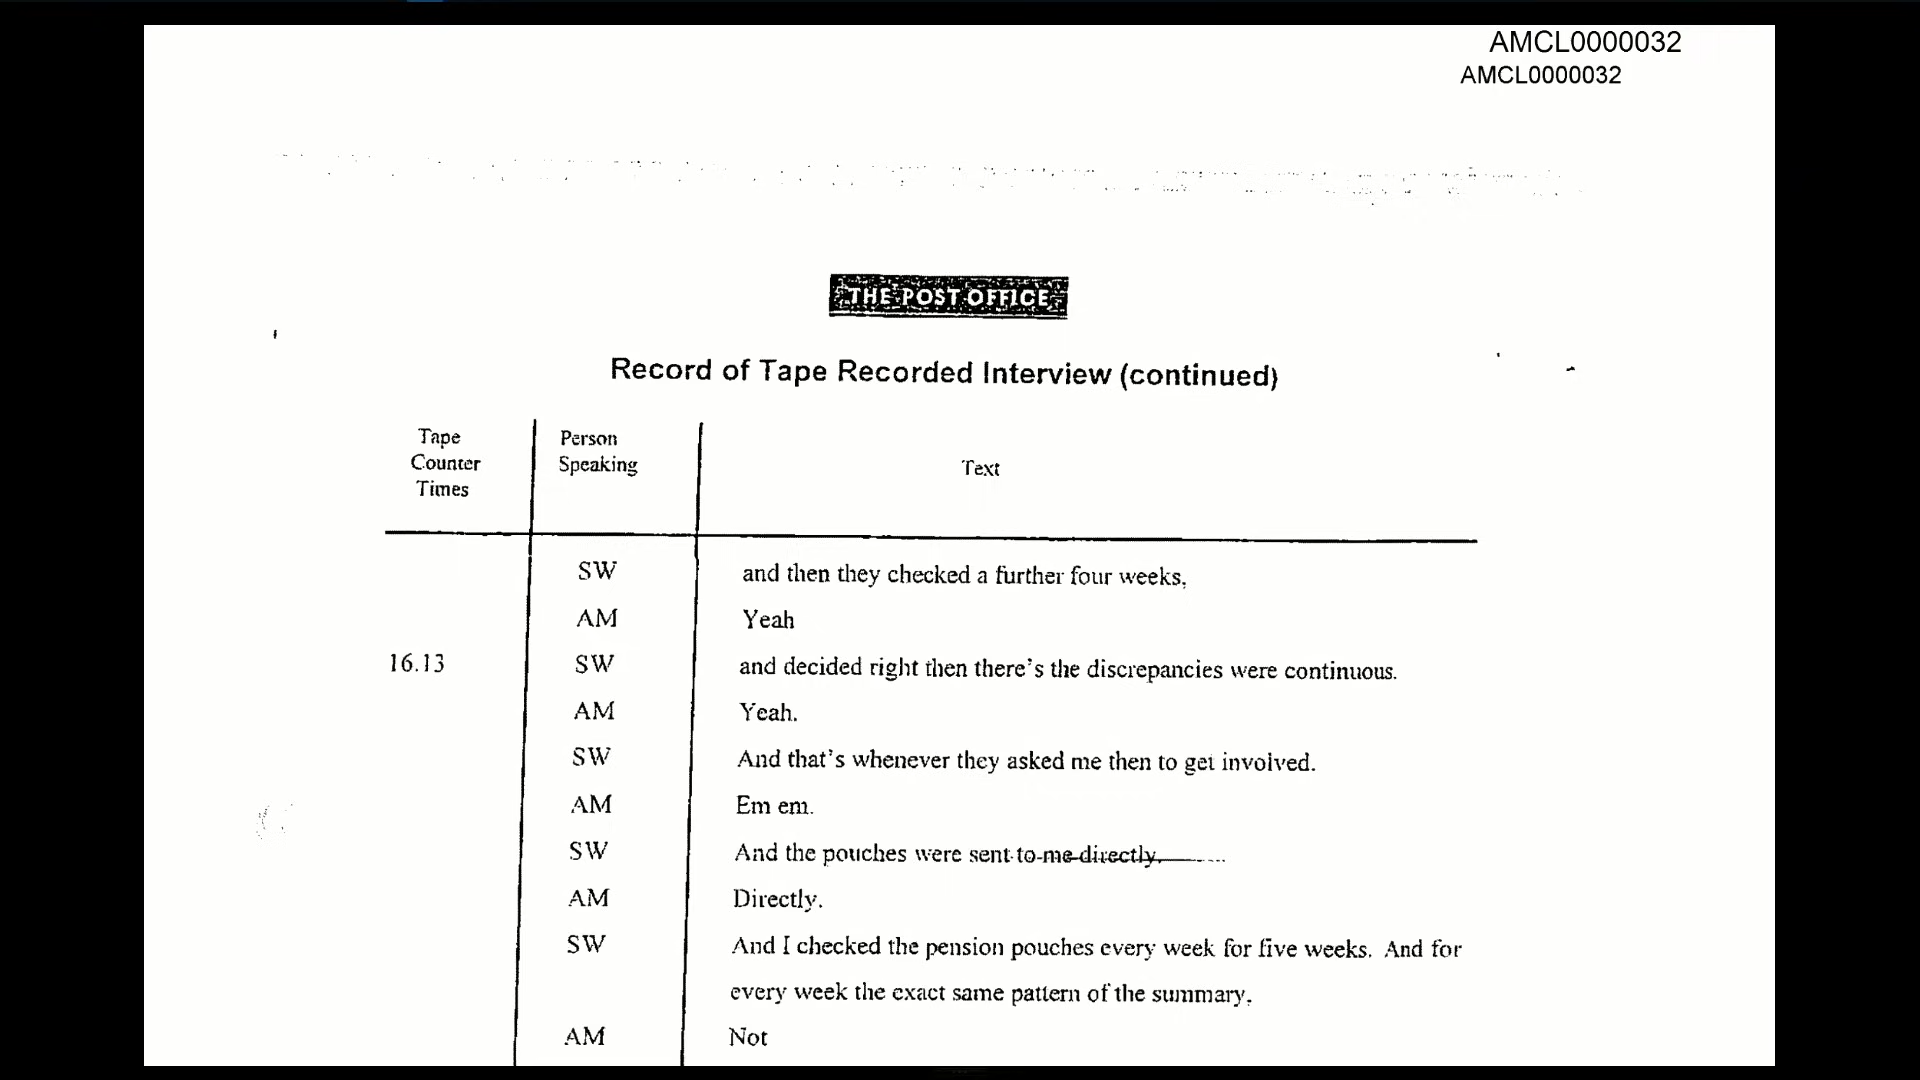 AMCL0000032
AMCL0000032
THE POST OFFICE
Record of Tape Recorded Interview (continued)
Tape Counter Times Person Speaking Text
SW and then they checked a further four weeks,
AM Yeah
16.13 SW and decided right then there's the discrepancies were continuous.
AM Yeah.
SW And that's whenever they asked me then to get involved.
AM Em em.
SW And the pouches were sent to me directly.
AM Directly.
SW And I checked the pension pouches every week for five weeks. And for
every week the exact same pattern of the summary,
AM Not